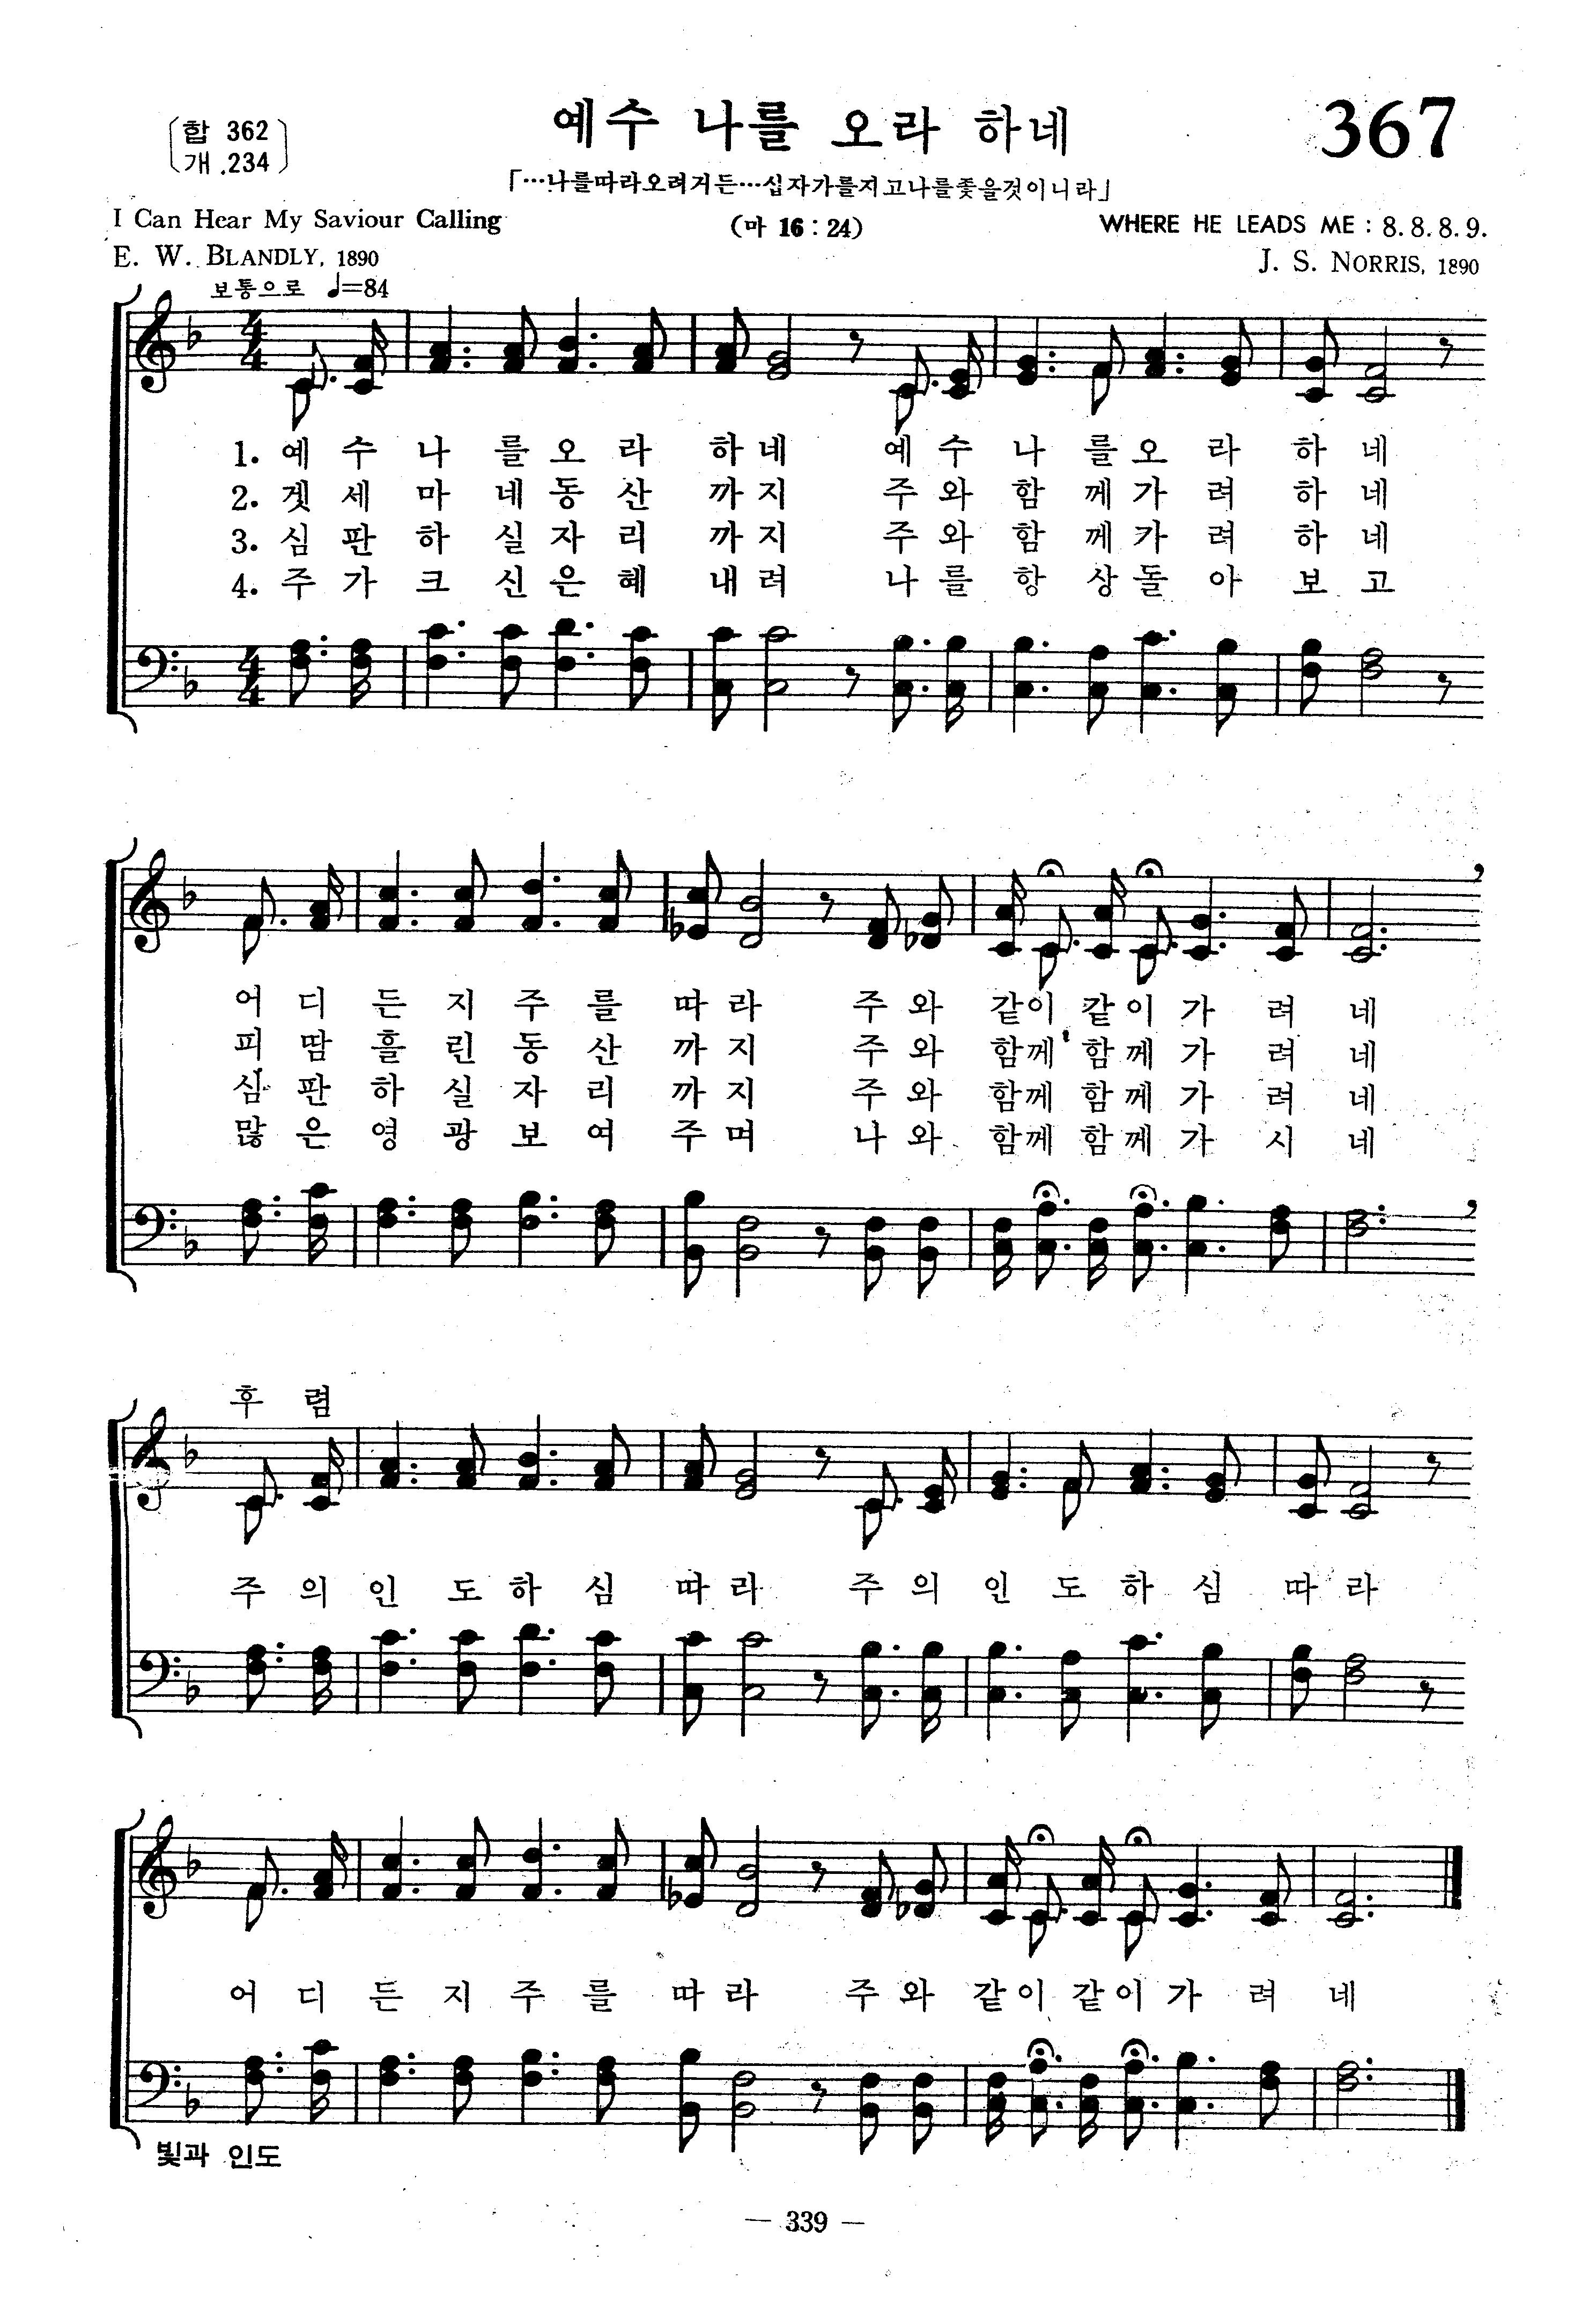 합 362
개 .234
예수 나를 오라 하네
367
「…나를따라오려거든…십자가를지고나를좇을것이니라」
I Can Hear My Saviour Calling
(마 16 : 24)
WHERE HE LEADS ME : 8. 8. 8. 9.
E. W. BLANDLY, 1890
J. S. NORRIS, 1890
보통으로 ♩=84
4/4
1. 예 수 나 를 오 라 하 네 예 수 나 를 오 라 하 네
2. 겟 세 마 네 동 산 까 지 주 와 함 께 가 려 하 네
3. 심 판 하 실 자 리 까 지 주 와 함 께 카 려 하 네
4. 주 가 크 신 은 혜 내 려 나 를 항 상 돌 아 보 고
4/4
어 디 든 지 주 를 따 라 주 와 같 이 같 이 가 려 네
피 땀 흘 린 동 산 까 지 주 와 함 께 함 께 가 려 네
심 판 하 실 자 리 까 지 주 와 함 께 함 께 가 려 네
많 은 영 광 보 여 주 며 나 와 함 께 함 께 가 시 네
후 렴
주 의 인 도 하 심 따 라 주 의 인 도 하 심 따 라
어 디 든 지 주 를 따 라 주 와 같 이 같 이 가 려 네
빛과 인도
— 339 —